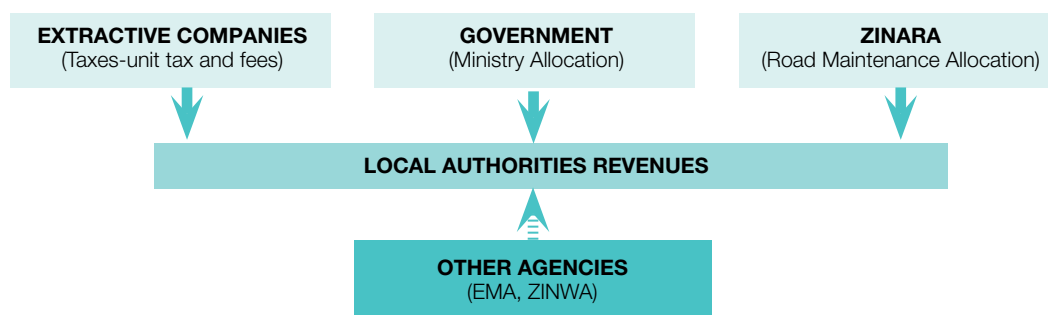 EXTRACTIVE COMPANIES
(Taxes-unit tax and fees)
GOVERNMENT
(Ministry Allocation)
ZINARA
(Road Maintenance Allocation)
LOCAL AUTHORITIES REVENUES
OTHER AGENCIES
(EMA, ZINWA)